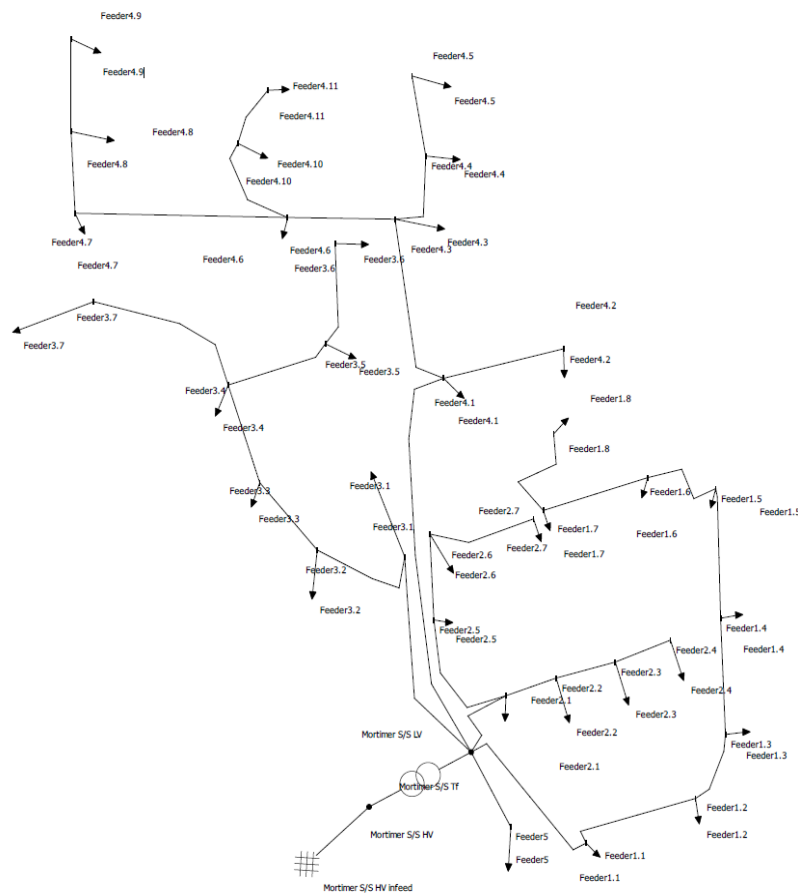 Feeder4.9
Feeder4.5
Feeder4.9
Feeder4.11
Feeder4.5
Feeder4.11
Feeder4.8
Feeder4.8
Feeder4.10
Feeder4.4
Feeder4.4
Feeder4.10
Feeder4.7
Feeder4.3
Feeder4.6
Feeder4.3
Feeder4.6
Feeder3.6
Feeder4.7
Feeder3.6
Feeder4.2
Feeder3.7
Feeder3.7
Feeder4.2
Feeder3.5
Feeder3.5
Feeder3.4
Feeder1.8
Feeder4.1
Feeder4.1
Feeder3.4
Feeder1.8
Feeder3.1
Feeder3.3
Feeder1.6
Feeder1.5
Feeder2.7
Feeder1.5
Feeder3.3
Feeder3.1
Feeder1.7
Feeder1.6
Feeder2.7
Feeder2.6
Feeder1.7
Feeder3.2
Feeder2.6
Feeder3.2
Feeder1.4
Feeder2.5
Feeder2.5
Feeder1.4
Feeder2.4
Feeder2.3
Feeder2.2
Feeder2.4
Feeder2.1
Feeder2.3
Feeder2.2
Mortimer S/S LV
Feeder1.3
Feeder1.3
Feeder2.1
Mortimer S/S Tf
Feeder1.2
Mortimer S/S HV
Feeder5
Feeder1.2
Feeder1.1
Feeder5
Feeder1.1
Mortimer S/S HV infeed